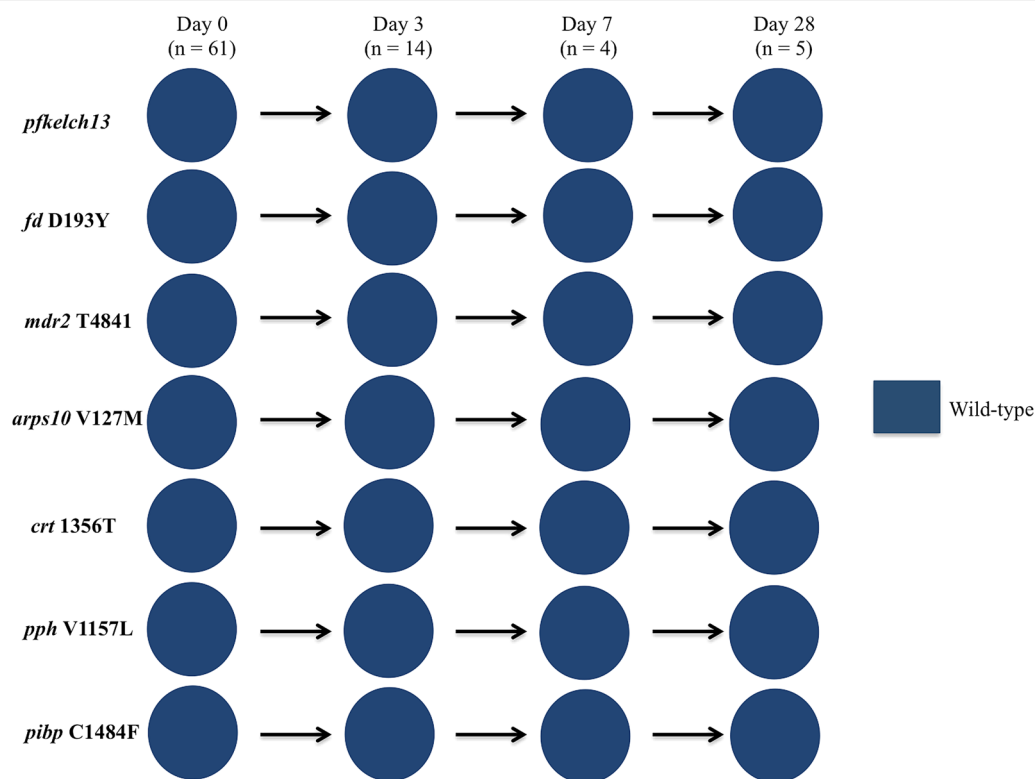 Day 0
(n = 61)
Day 3
(n = 14)
Day 7
(n = 4)
Day 28
(n = 5)
pfkelch13
fd D193Y
mdr2 T4841
arps10 V127M
Wild-type
crt 1356T
pph V1157L
pibp C1484F